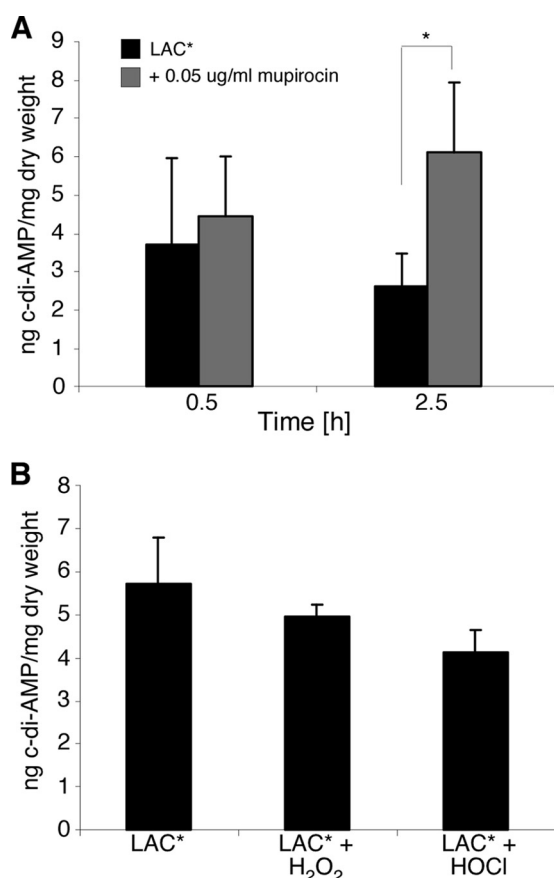 A
ng c-di-AMP/mg dry weight
9
8
7
6
5
4
3
2
1
0
LAC*
+ 0.05 ug/ml mupirocin
*
0.5
2.5
Time [h]
B
ng c-di-AMP/mg dry weight
8
7
6
5
4
3
2
1
0
LAC*
LAC* +
H₂O₂
LAC* +
HOCl